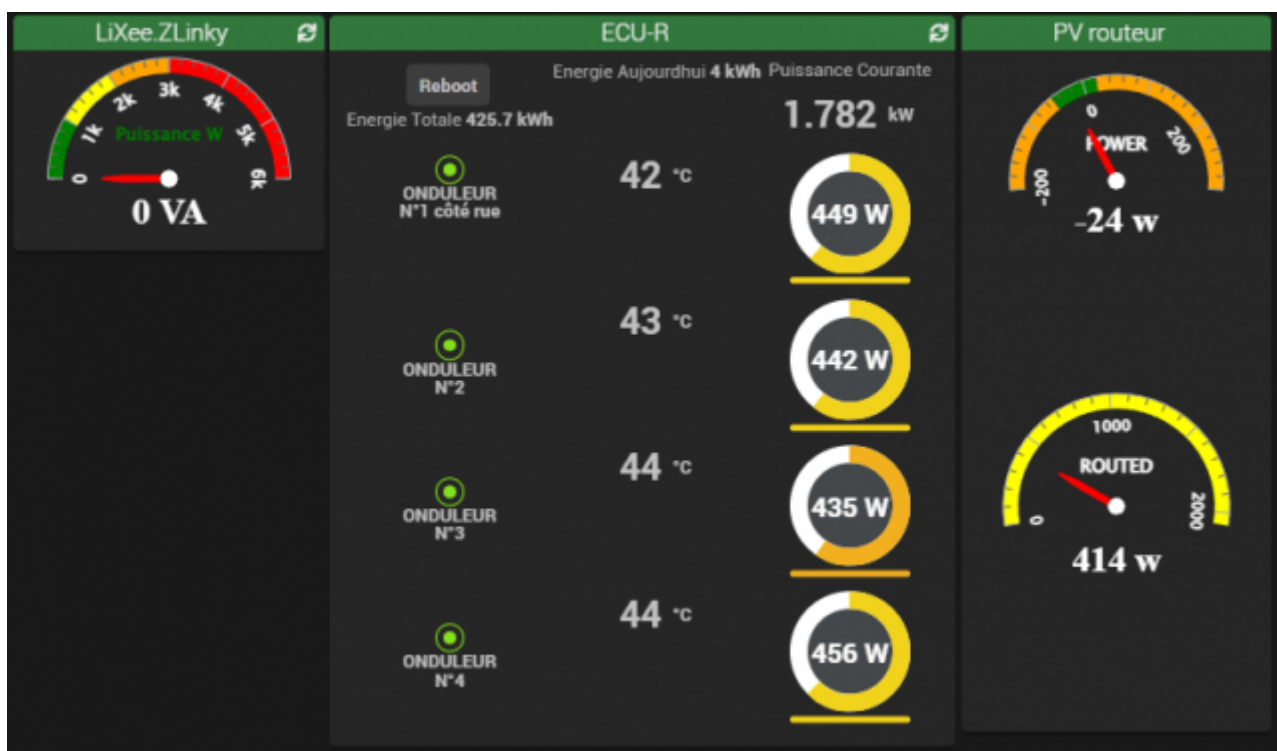 LiXee.ZLinky
0 1k 2k 3k 4k 5k 6k
Puissance W
0 VA
ECU-R
Reboot
Energie Aujourdhui 4 kWh
Puissance Courante
Energie Totale 425.7 kWh
1.782 kW
ONDULEUR
N°1 côté rue
42 °C
449 W
ONDULEUR
N°2
43 °C
442 W
ONDULEUR
N°3
44 °C
435 W
ONDULEUR
N°4
44 °C
456 W
PV routeur
-200 0 200
POWER
-24 w
0 1000 2000
ROUTED
414 w